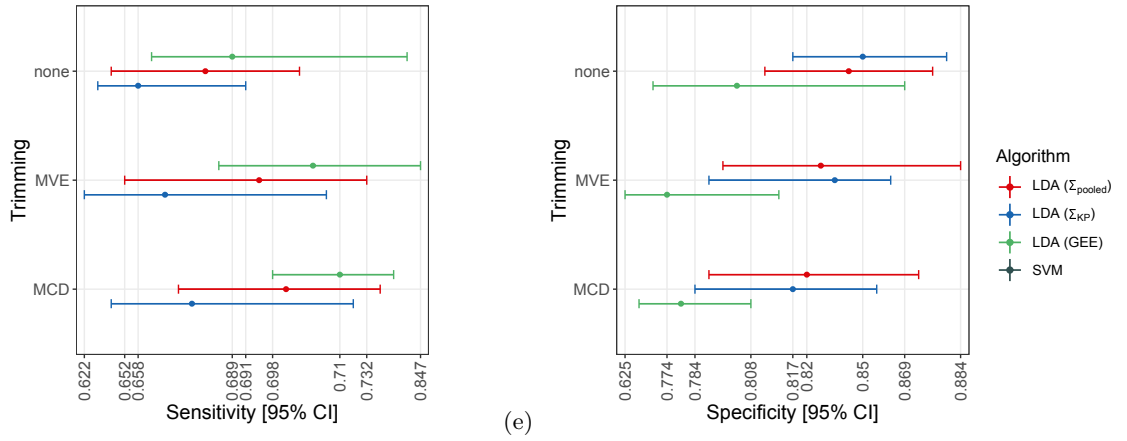 none
MVE
MCD
Trimming
0.622
0.652
0.658
0.689
0.691
0.698
0.71
0.732
0.847
Sensitivity [95% CI]
(e)
none
MVE
MCD
Trimming
0.625
0.774
0.784
0.808
0.817
0.82
0.85
0.869
0.884
Specificity [95% CI]
Algorithm
LDA (Σpooled)
LDA (ΣKP)
LDA (GEE)
SVM